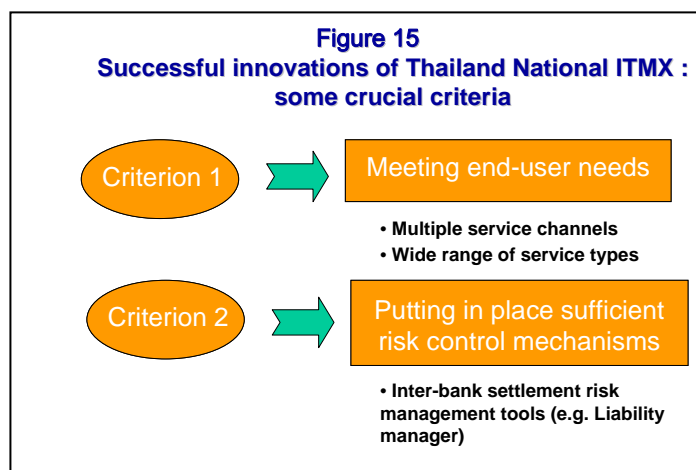 Figure 15
Successful innovations of Thailand National ITMX :
some crucial criteria
Criterion 1
Meeting end-user needs
• Multiple service channels
• Wide range of service types
Criterion 2
Putting in place sufficient
risk control mechanisms
• Inter-bank settlement risk
management tools (e.g. Liability
manager)